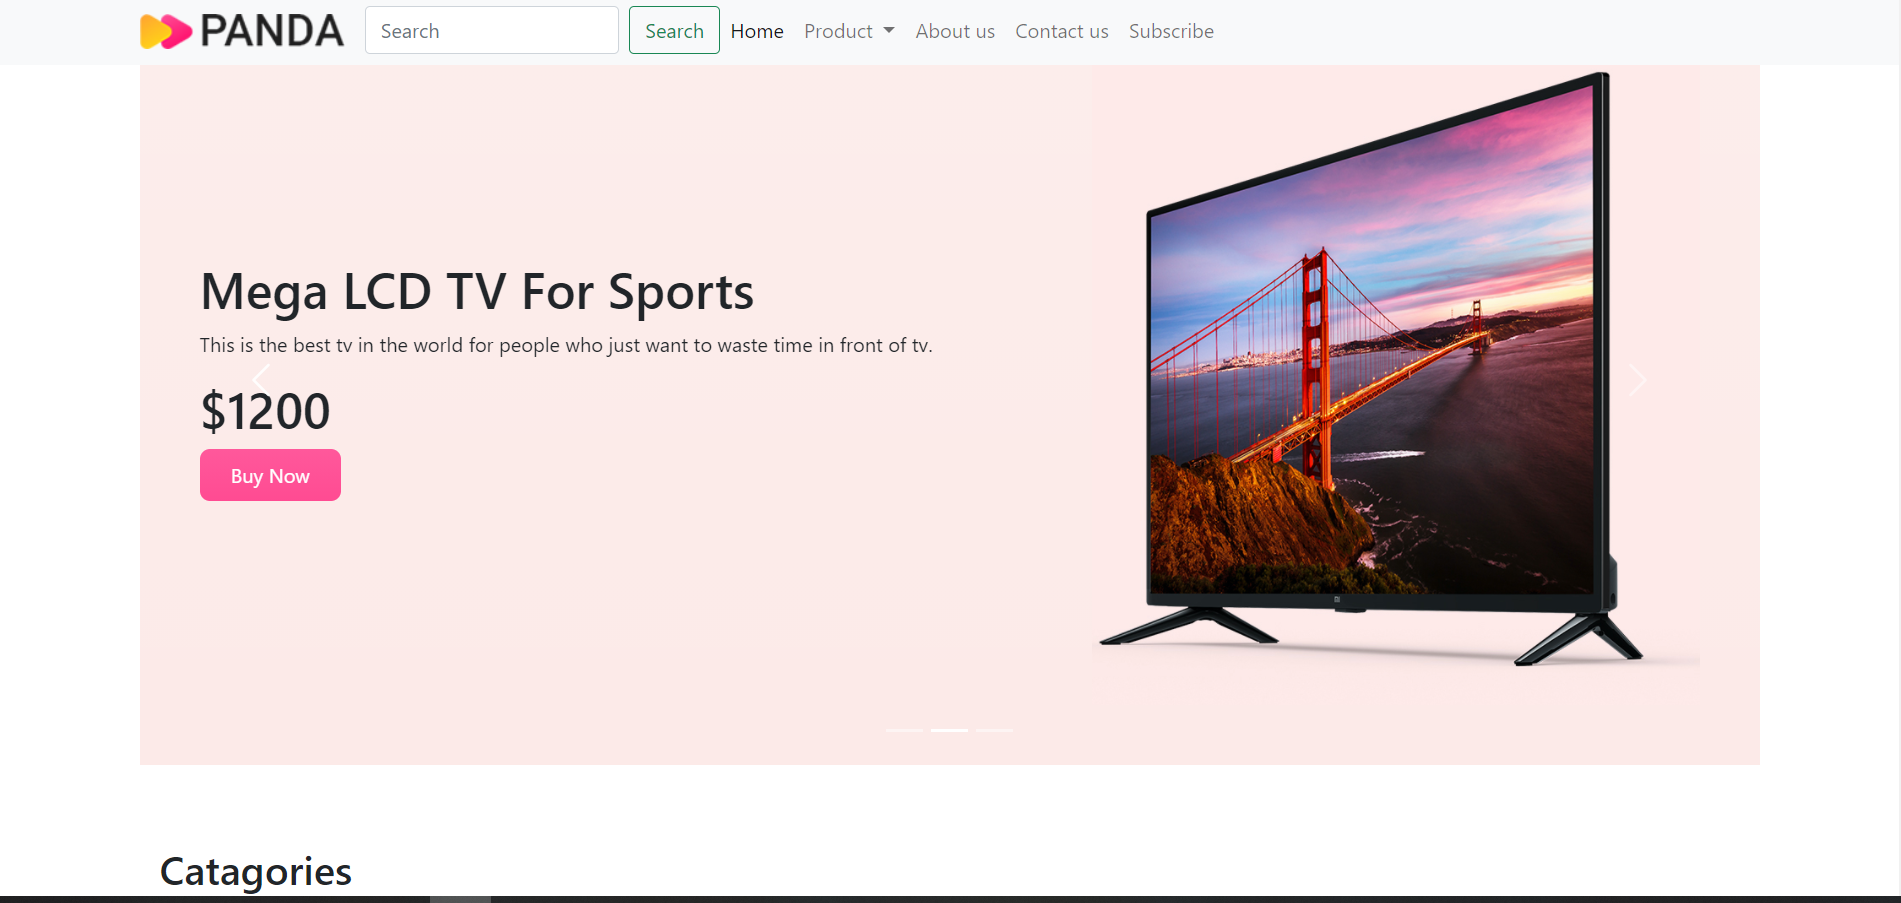 PANDA Search Search Home Product About us Contact us Subscribe
Mega LCD TV For Sports
This is the best tv in the world for people who just want to waste time in front of tv.
$1200
Buy Now
Catagories